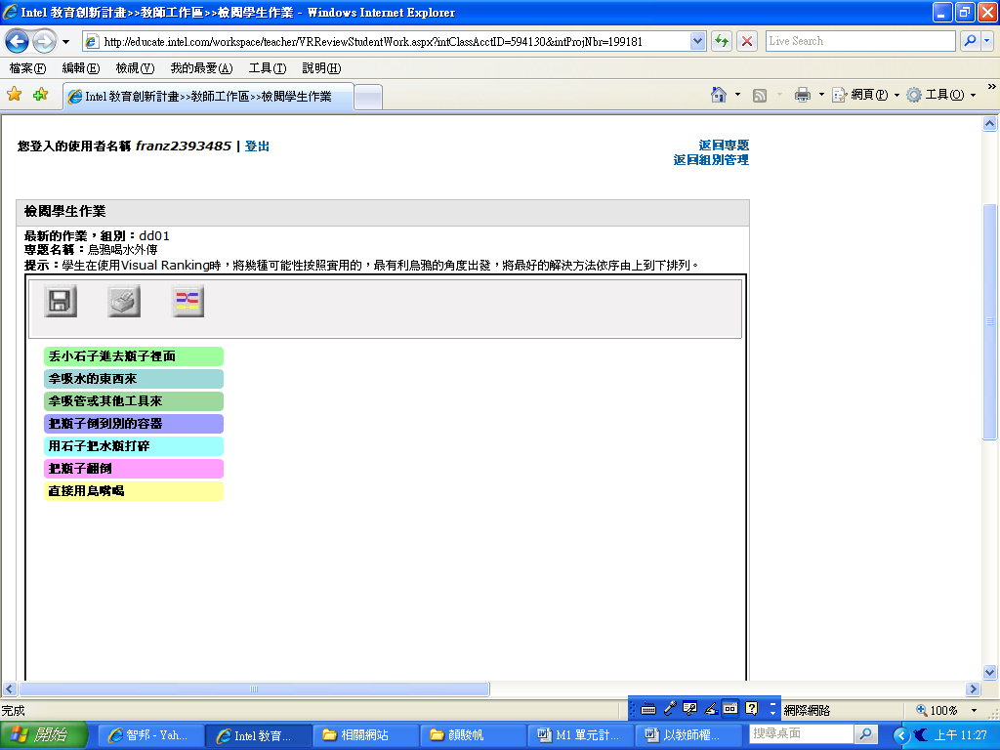 Intel 教育創新計畫>>教師工作區>>檢閱學生作業 - Windows Internet Explorer
http://educate.intel.com/workspace/teacher/VRReviewStudentWork.aspx?intClassAcctID=594130&intProjNbr=199181
Live Search
檔案(F) 編輯(E) 檢視(V) 我的最愛(A) 工具(T) 說明(H)
Intel 教育創新計畫>>教師工作區>>檢閱學生作業
網頁(P) 工具(O)
您登入的使用者名稱 franz2393485 | 登出
返回專題
返回組別管理
檢閱學生作業
最新的作業，組別：dd01
專題名稱：烏鴉喝水外傳
提示：學生在使用Visual Ranking時，將幾種可能性按照實用的，最有利烏鴉的角度出發，將最好的解決方法依序由上到下排列。
丟小石子進去瓶子裡面
拿吸水的東西來
拿吸管或其他工具來
把瓶子倒到別的容器
用石子把水瓶打碎
把瓶子翻倒
直接用鳥嘴喝
完成
網際網路
100%
開始
智邦 - Yah...
Intel 教育...
相關網站
顏駿帆
M1 單元計...
以教師權...
搜尋桌面
上午 11:27